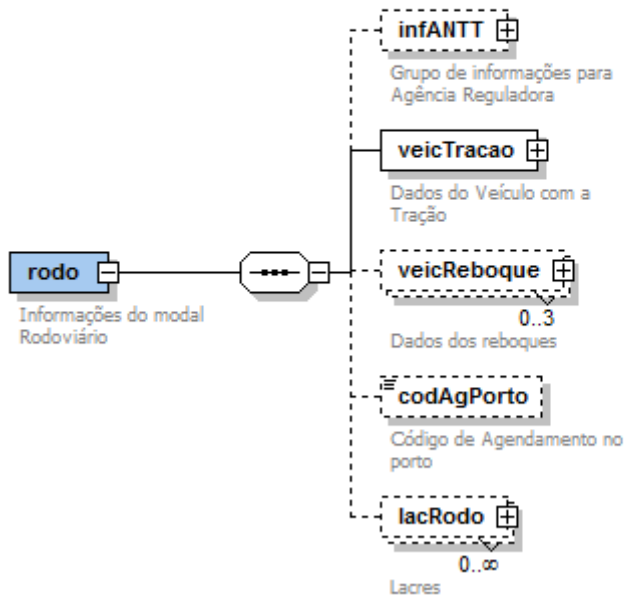 infANTT
Grupo de informações para
Agência Reguladora
veicTracao
Dados do Veículo com a
Tração
rodo
Informações do modal
Rodoviário
veicReboque
0..3
Dados dos reboques
codAgPorto
Código de Agendamento no
porto
lacRodo
0..∞
Lacres